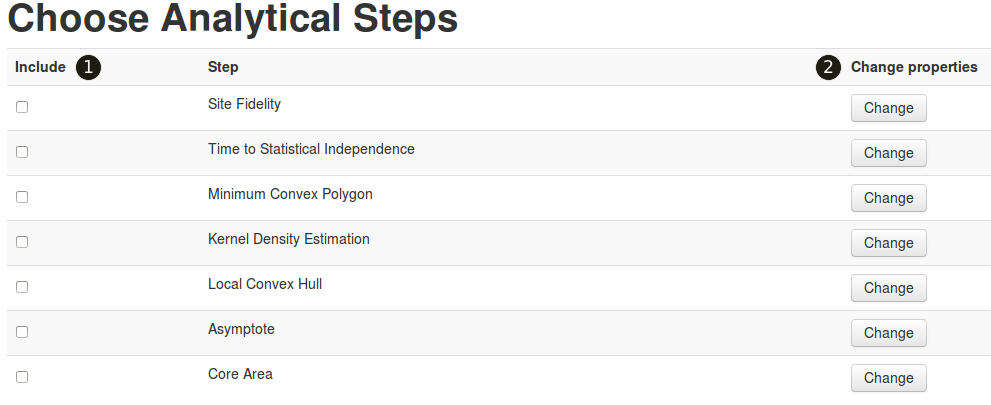 Choose Analytical Steps
Include 1 Step 2 Change properties
Site Fidelity Change
Time to Statistical Independence Change
Minimum Convex Polygon Change
Kernel Density Estimation Change
Local Convex Hull Change
Asymptote Change
Core Area Change